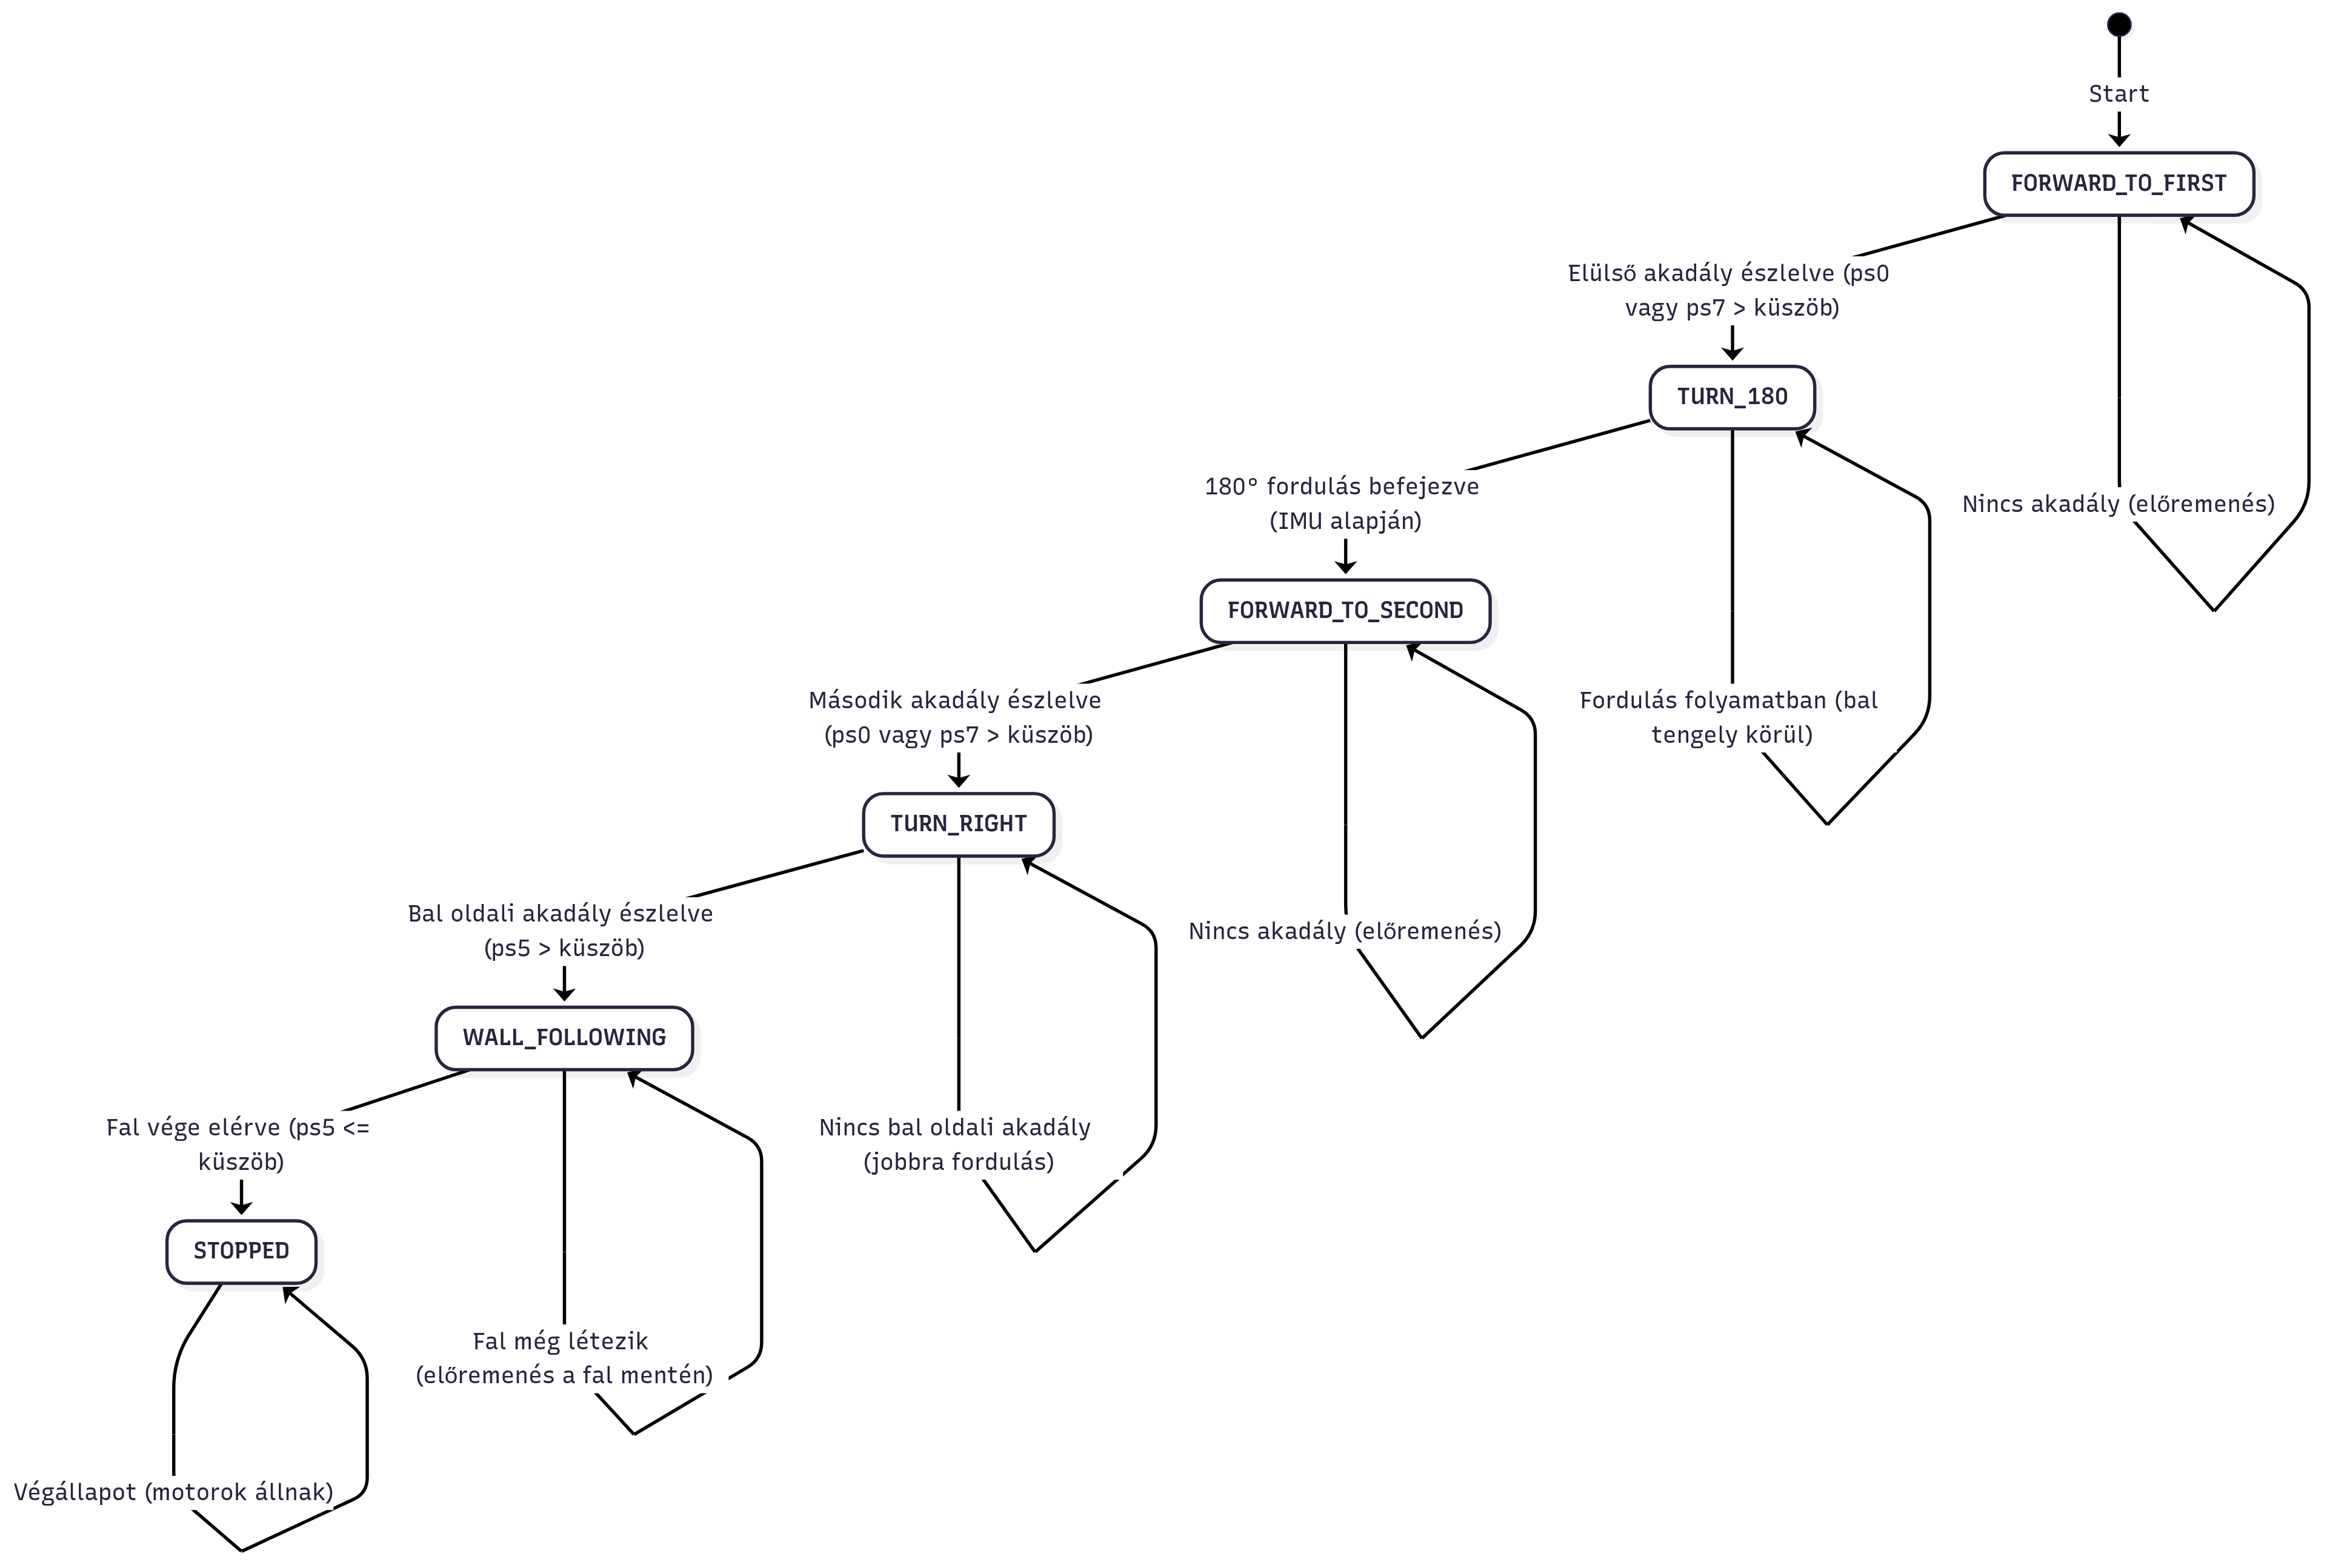 Start
FORWARD_TO_FIRST
Elülső akadály észlelve (ps0
vagy ps7 > küszöb)
TURN_180
180° fordulás befejezve
(IMU alapján)
Nincs akadály (előremenés)
FORWARD_TO_SECOND
Második akadály észlelve
(ps0 vagy ps7 > küszöb)
Fordulás folyamatban (bal
tengely körül)
TURN_RIGHT
Bal oldali akadály észlelve
(ps5 > küszöb)
Nincs akadály (előremenés)
WALL_FOLLOWING
Fal vége elérve (ps5 <=
küszöb)
Nincs bal oldali akadály
(jobbra fordulás)
STOPPED
Fal még létezik
(előremenés a fal mentén)
Végállapot (motorok állnak)